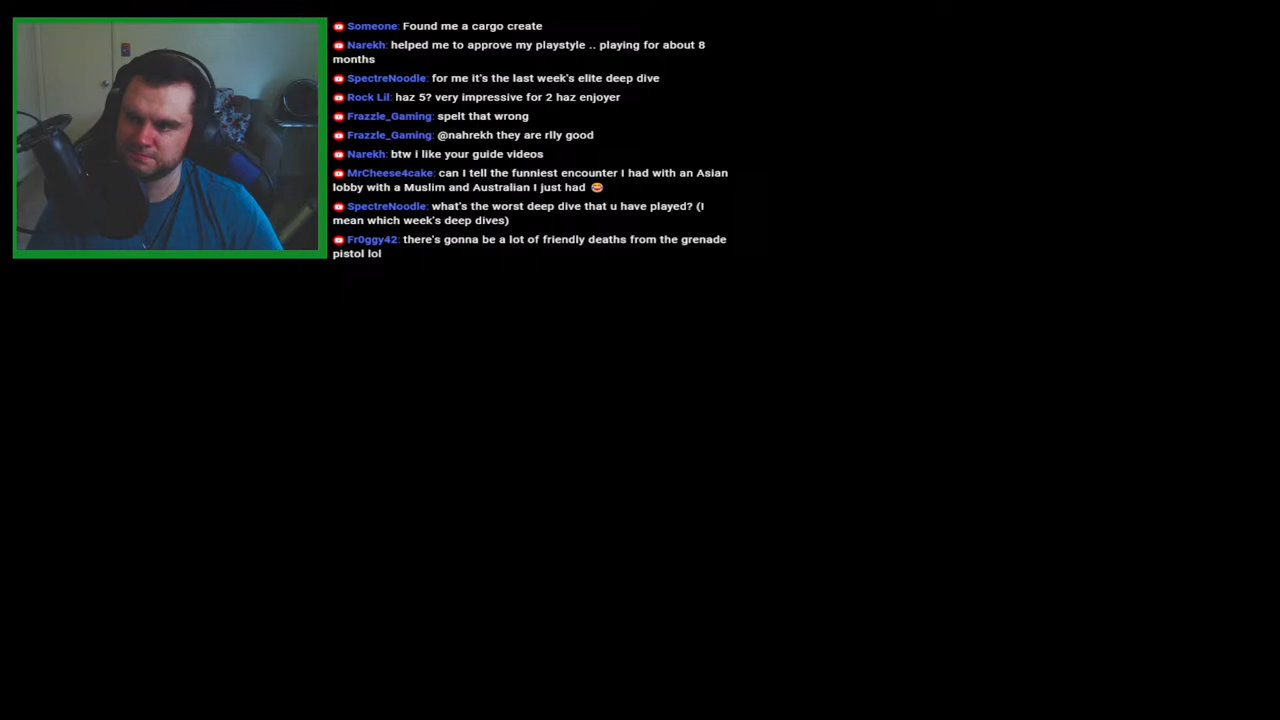 Someone: Found me a cargo create
Narekh: helped me to approve my playstyle .. playing for about 8
months
SpectreNoodle: for me it's the last week's elite deep dive
Rock Lil: haz 5? very impressive for 2 haz enjoyer
Frazzle_Gaming: spelt that wrong
Frazzle_Gaming: @nahrekh they are rlly good
Narekh: btw i like your guide videos
MrCheese4cake: can I tell the funniest encounter I had with an Asian
lobby with a Muslim and Australian I just had 😄
SpectreNoodle: what's the worst deep dive that u have played? (I
mean which week's deep dives)
Fr0ggy42: there's gonna be a lot of friendly deaths from the grenade
pistol lol